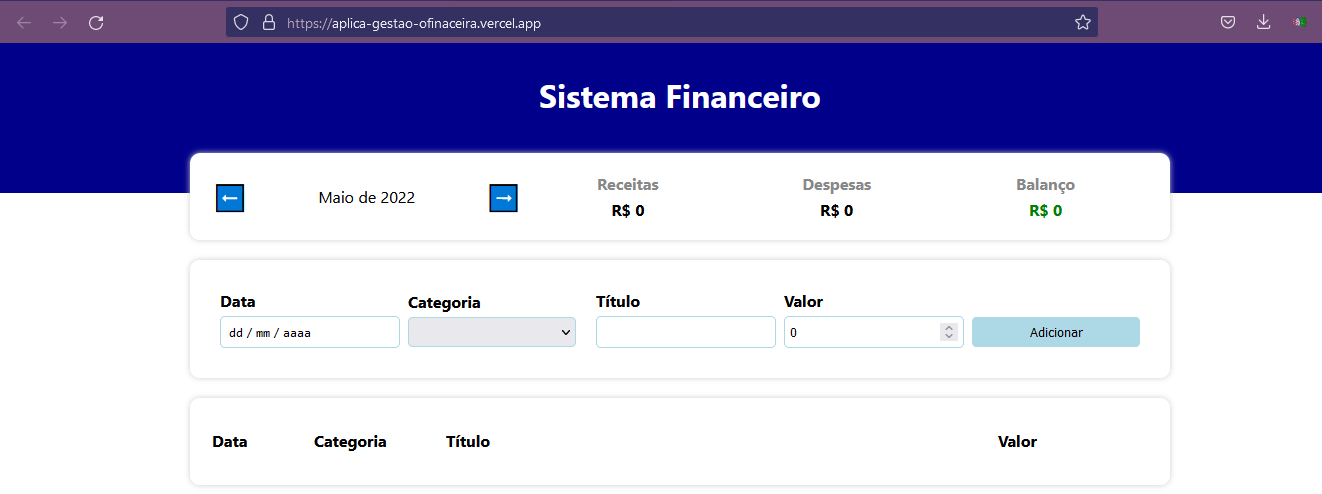 https://aplica-gestao-ofinaceira.vercel.app
Sistema Financeiro
Maio de 2022
Receitas
R$ 0
Despesas
R$ 0
Balanço
R$ 0
Data
dd / mm / aaaa
Categoria
Título
Valor
0
Adicionar
Data Categoria Título Valor